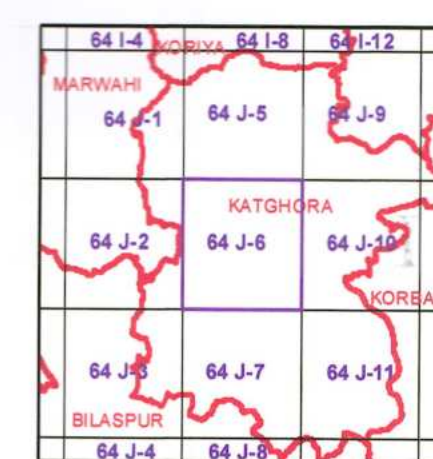 64 I-4 KORIYA 64 I-8 64 I-12
MARWAHI
64 J-1 64 J-5 64 J-9
KATGHORA
64 J-2 64 J-6 64 J-10
KORBA
64 J-3 64 J-7 64 J-11
BILASPUR
64 J-4 64 J-8